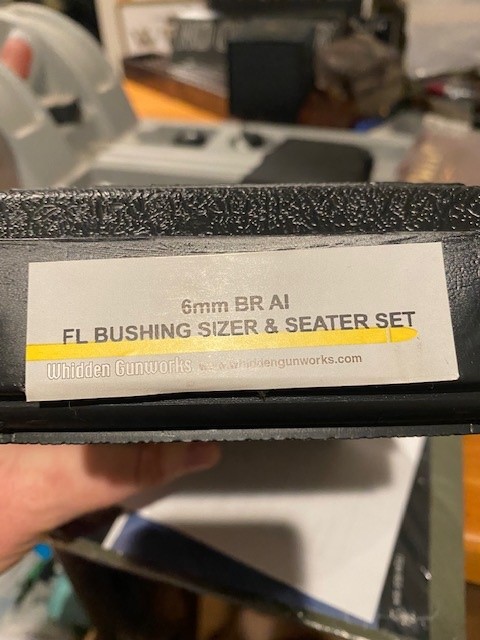 6mm BR AI
FL BUSHING SIZER & SEATER SET
Whidden Gunworks www.whiddengunworks.com